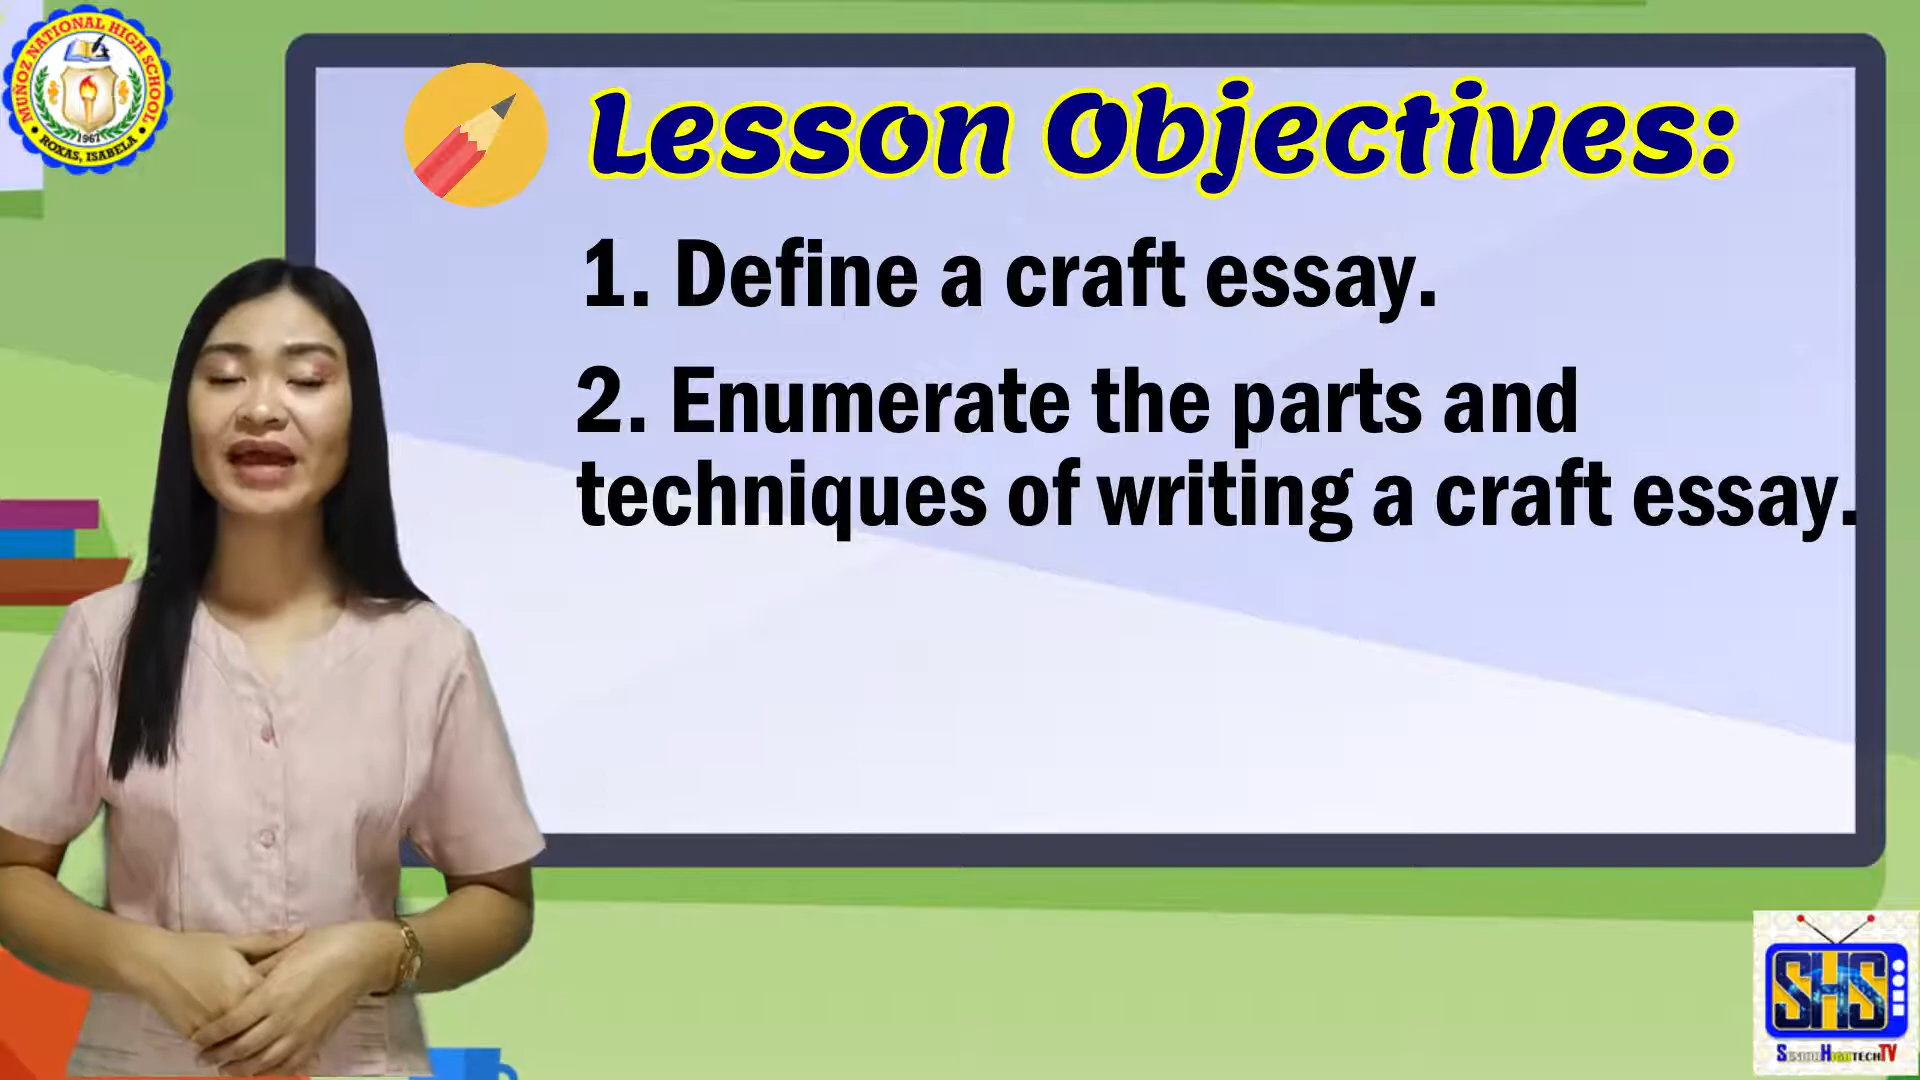 MUÑOZ NATIONAL HIGH SCHOOL
1967
ROXAS, ISABELA
Lesson Objectives:
1. Define a craft essay.
2. Enumerate the parts and
techniques of writing a craft essay.
SHS
SENIORHIGHTECHTV